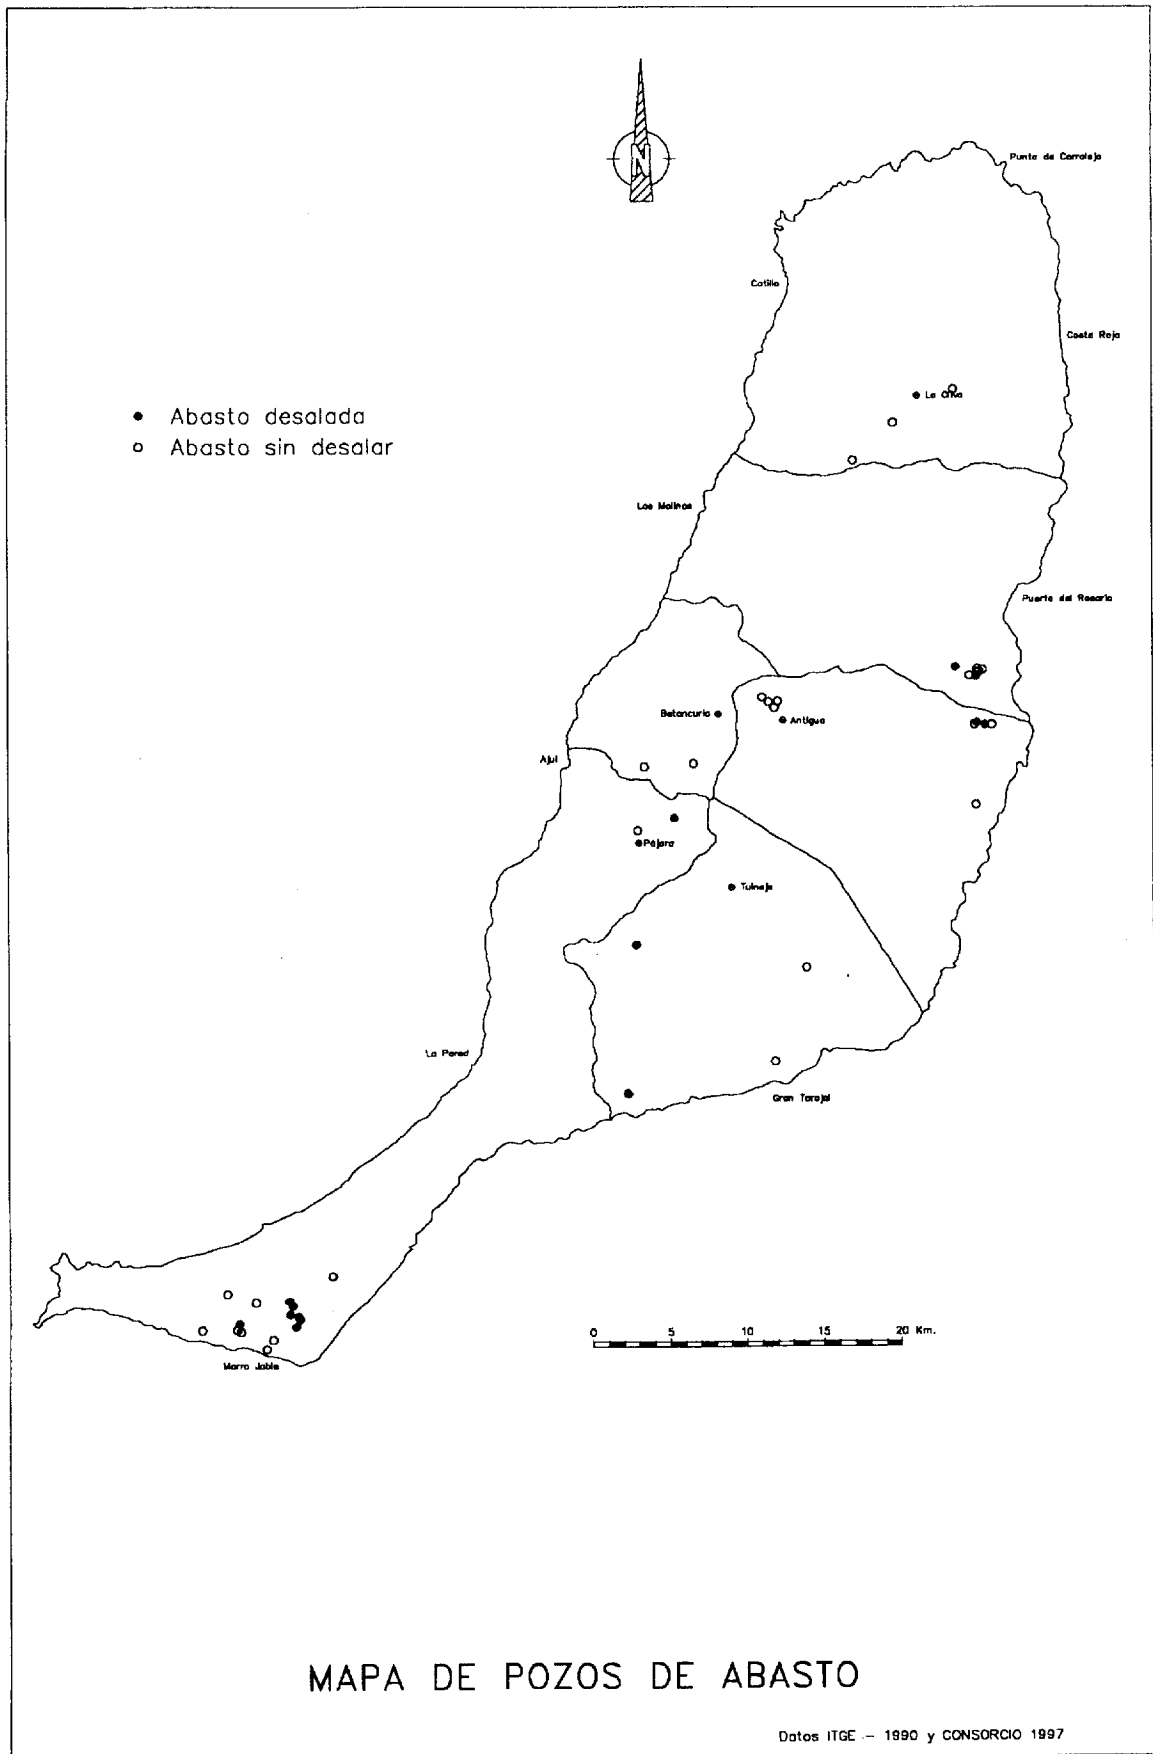 N
Punta de Corralejo
Cotillo
Costa Roja
Abasto desalada
La Oliva
Abasto sin desalar
Los Molinos
Puerto del Rosario
Betancuria
Antigua
Ajui
Pájara
Tuineje
La Pared
Gran Tarajal
0 5 10 15 20 Km.
Morro Jable
MAPA DE POZOS DE ABASTO
Datos ITGE - 1990 y CONSORCIO 1997